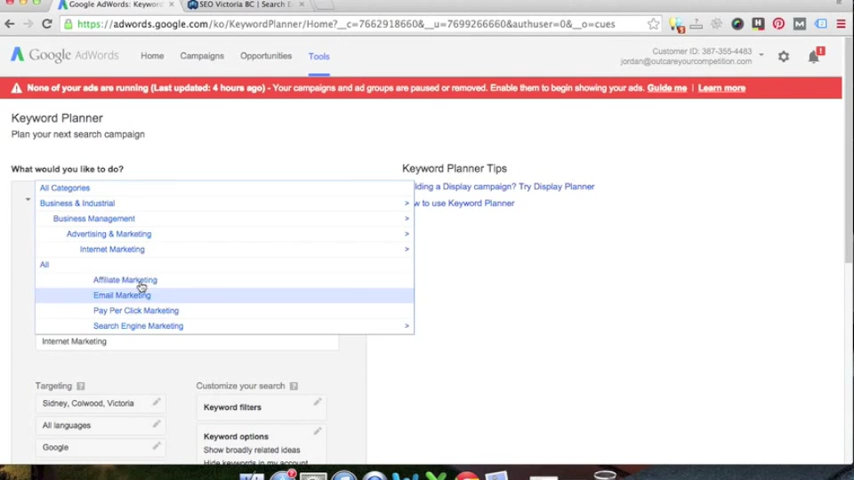 Google AdWords: Keywor
SEO Victoria BC | Search E
https://adwords.google.com/ko/KeywordPlanner/Home?__c=7662918660&__u=7699266660&authuser=0&__o=cues
Google AdWords
Home
Campaigns
Opportunities
Tools
Customer ID: 387-355-4483
jordan@outcareyourcompetition.com
None of your ads are running (Last updated: 4 hours ago) - Your campaigns and ad groups are paused or removed. Enable them to begin showing your ads. Guide me | Learn more
Keyword Planner
Plan your next search campaign
What would you like to do?
All Categories
Business & Industrial >
Business Management >
Advertising & Marketing >
Internet Marketing >
All
Affiliate Marketing
Email Marketing
Pay Per Click Marketing
Search Engine Marketing >
Internet Marketing
Targeting ?
Sidney, Colwood, Victoria
All languages
Google
Customize your search ?
Keyword filters
Keyword options
Show broadly related ideas
Hide keywords in my account
Keyword Planner Tips
ilding a Display campaign? Try Display Planner
w to use Keyword Planner